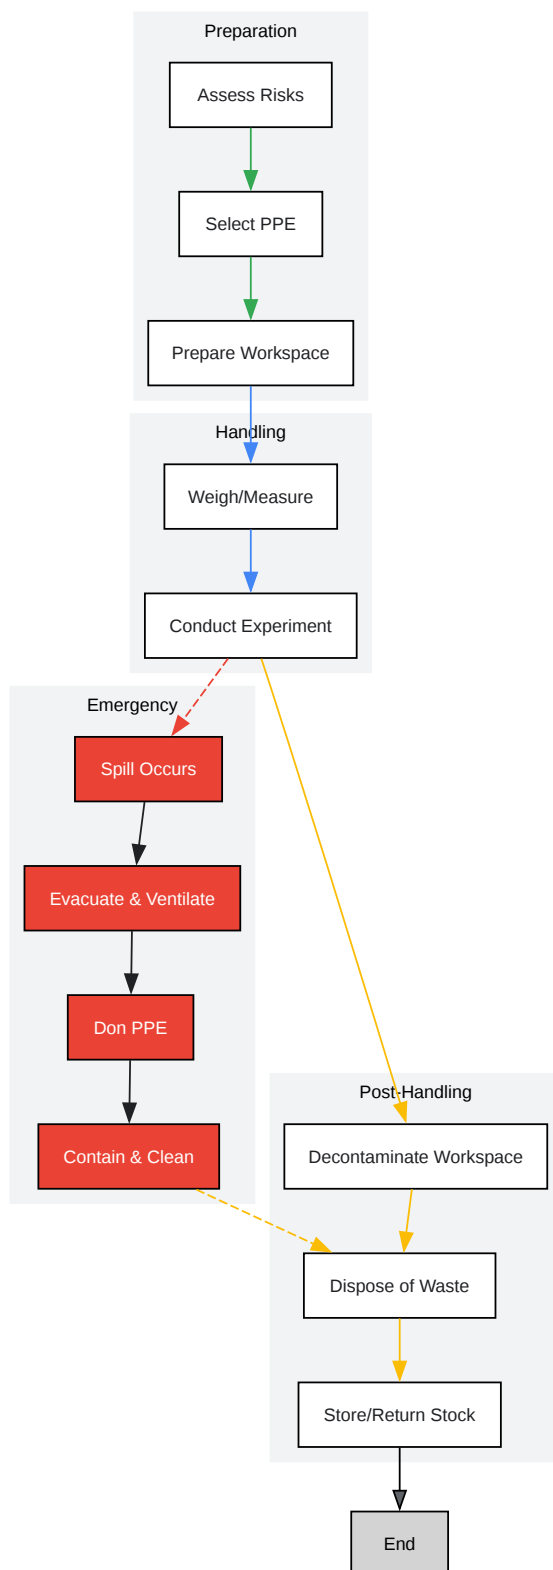 Preparation
Assess Risks
Select PPE
Prepare Workspace
Handling
Weigh/Measure
Conduct Experiment
Emergency
Spill Occurs
Evacuate & Ventilate
Don PPE
Contain & Clean
Post-Handling
Decontaminate Workspace
Dispose of Waste
Store/Return Stock
End